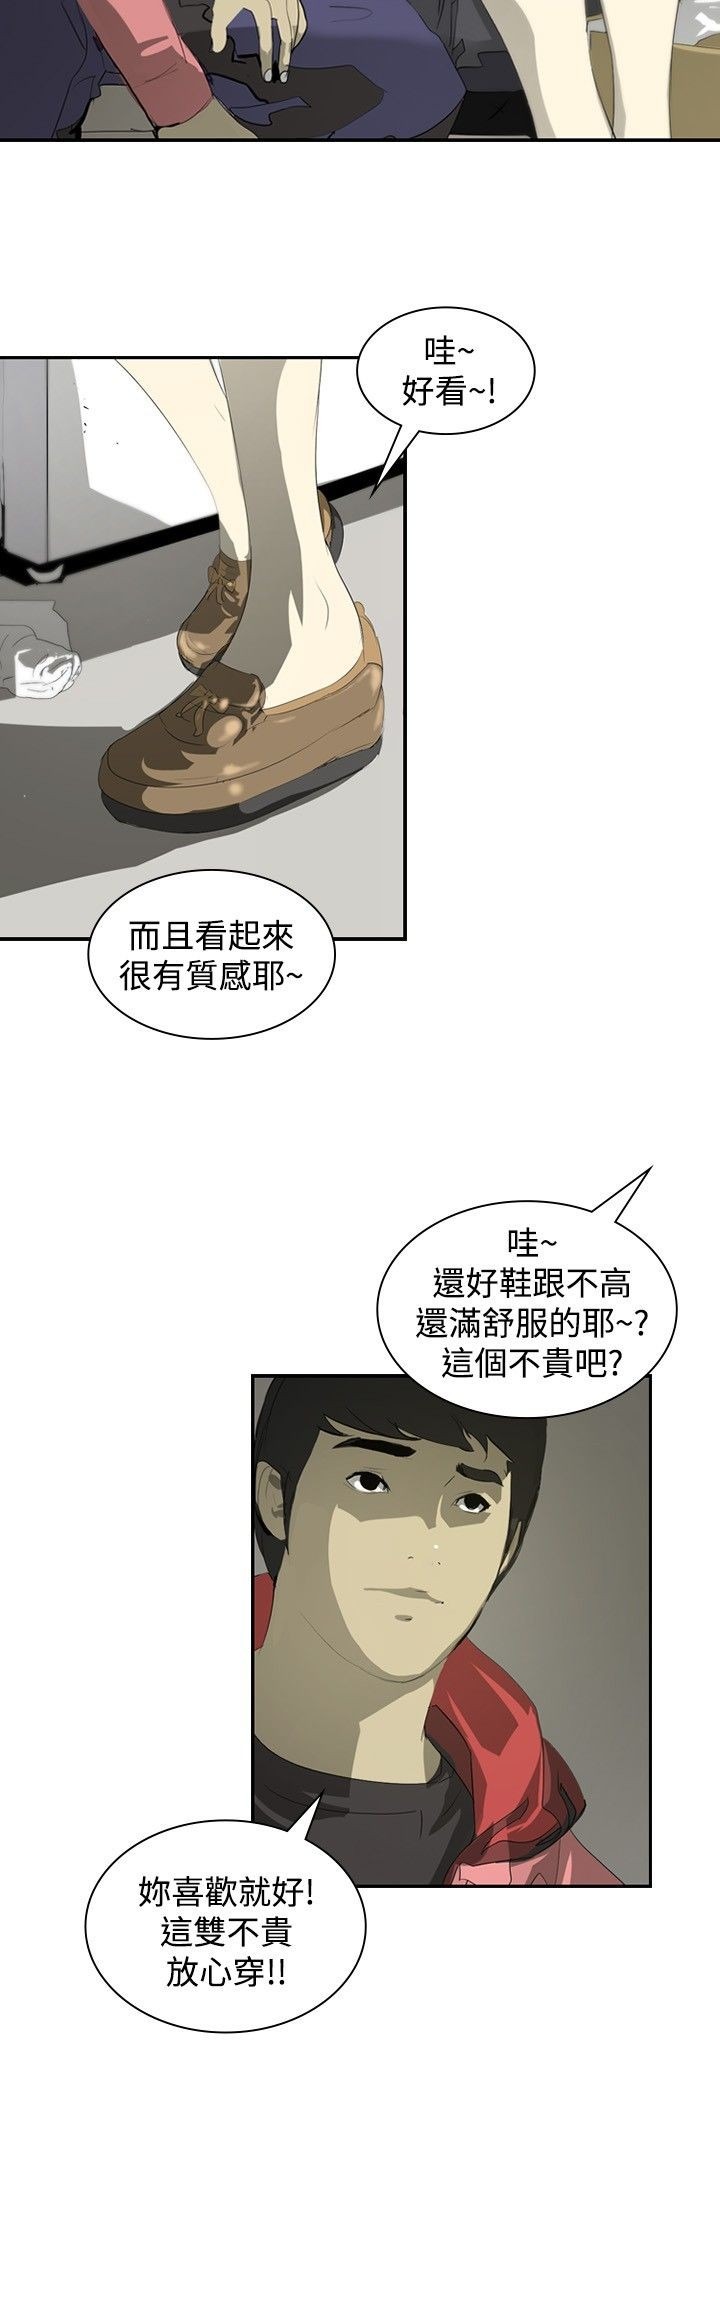 哇~
好看~!
而且看起來
很有質感耶~
哇~
還好鞋跟不高
還滿舒服的耶~?
這個不貴吧?
妳喜歡就好!
這雙不貴
放心穿!!